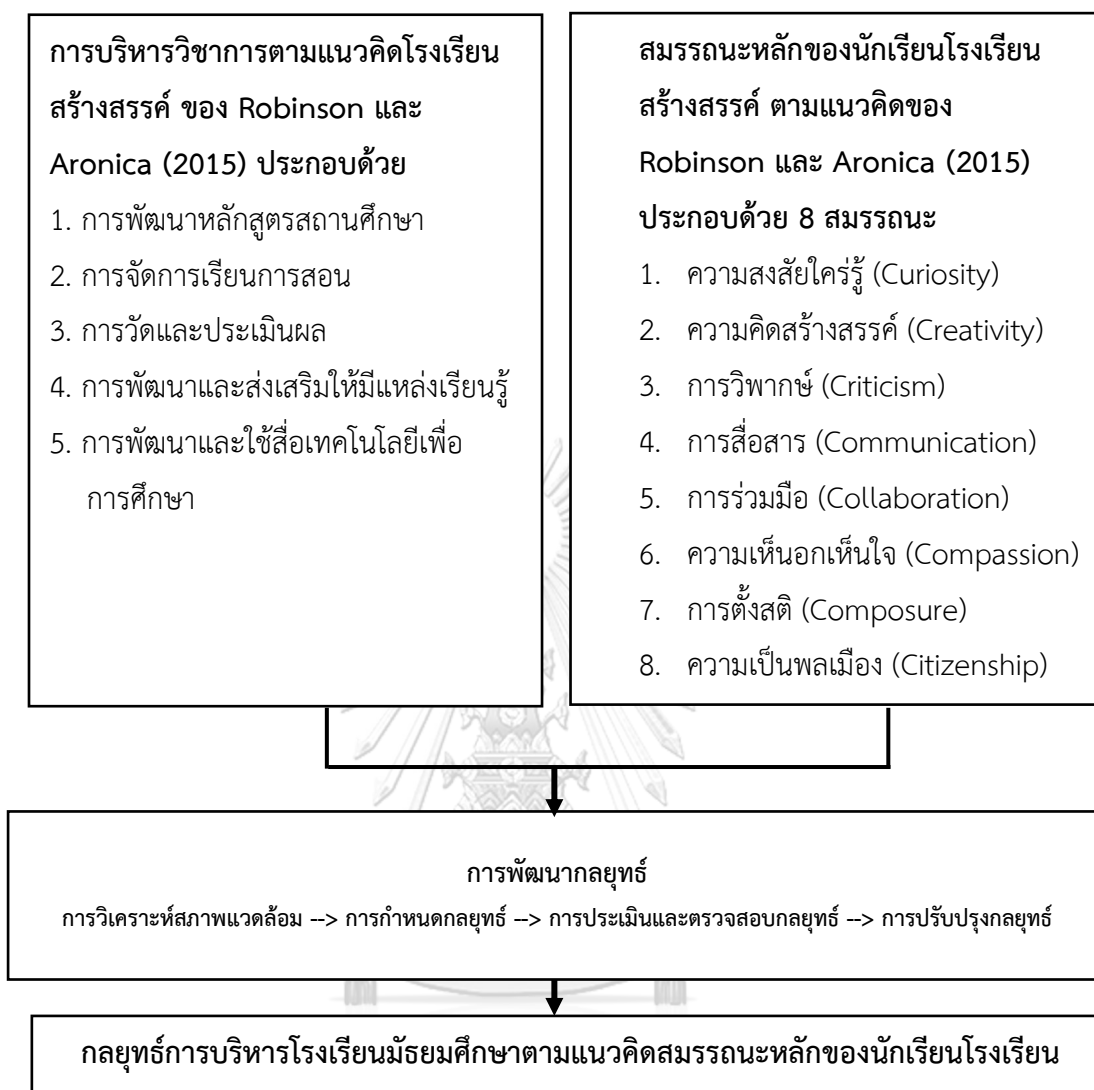 การบริหารวิชาการตามแนวคิดโรงเรียน
สร้างสรรค์ ของ Robinson และ
Aronica (2015) ประกอบด้วย
1. การพัฒนาหลักสูตรสถานศึกษา
2. การจัดการเรียนการสอน
3. การวัดและประเมินผล
4. การพัฒนาและส่งเสริมให้มีแหล่งเรียนรู้
5. การพัฒนาและใช้สื่อเทคโนโลยีเพื่อ
การศึกษา
สมรรถนะหลักของนักเรียนโรงเรียน
สร้างสรรค์ ตามแนวคิดของ
Robinson และ Aronica (2015)
ประกอบด้วย 8 สมรรถนะ
1. ความสงสัยใคร่รู้ (Curiosity)
2. ความคิดสร้างสรรค์ (Creativity)
3. การวิพากษ์ (Criticism)
4. การสื่อสาร (Communication)
5. การร่วมมือ (Collaboration)
6. ความเห็นอกเห็นใจ (Compassion)
7. การตั้งสติ (Composure)
8. ความเป็นพลเมือง (Citizenship)
การพัฒนากลยุทธ์
การวิเคราะห์สภาพแวดล้อม --> การกำหนดกลยุทธ์ --> การประเมินและตรวจสอบกลยุทธ์ --> การปรับปรุงกลยุทธ์
กลยุทธ์การบริหารโรงเรียนมัธยมศึกษาตามแนวคิดสมรรถนะหลักของนักเรียนโรงเรียน